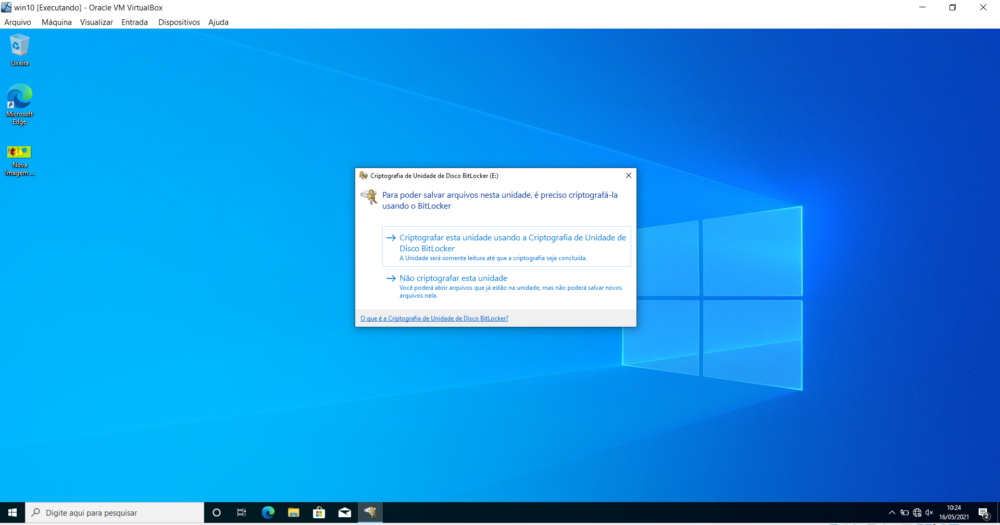 win10 [Executando] - Oracle VM VirtualBox
Arquivo Máquina Visualizar Entrada Dispositivos Ajuda
Lixeira
Microsoft
Edge
Nova
Imagem ...
Criptografia de Unidade de Disco BitLocker (E:)
Para poder salvar arquivos nesta unidade, é preciso criptografá-la
usando o BitLocker
Criptografar esta unidade usando a Criptografia de Unidade de
Disco BitLocker
A Unidade será somente leitura até que a criptografia seja concluída.
Não criptografar esta unidade
Você poderá abrir arquivos que já estão na unidade, mas não poderá salvar novos
arquivos nela.
O que é a Criptografia de Unidade de Disco BitLocker?
Digite aqui para pesquisar
10:24
16/05/2021
2